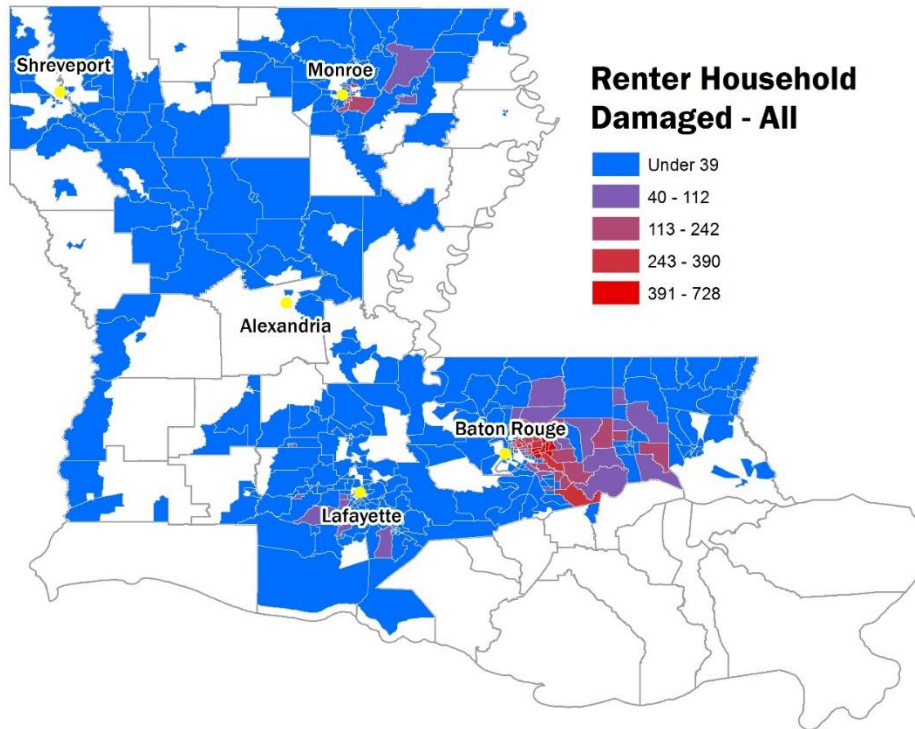 Shreveport
Monroe
Renter Household
Damaged - All
Under 39
40 - 112
113 - 242
243 - 390
391 - 728
Alexandria
Baton Rouge
Lafayette